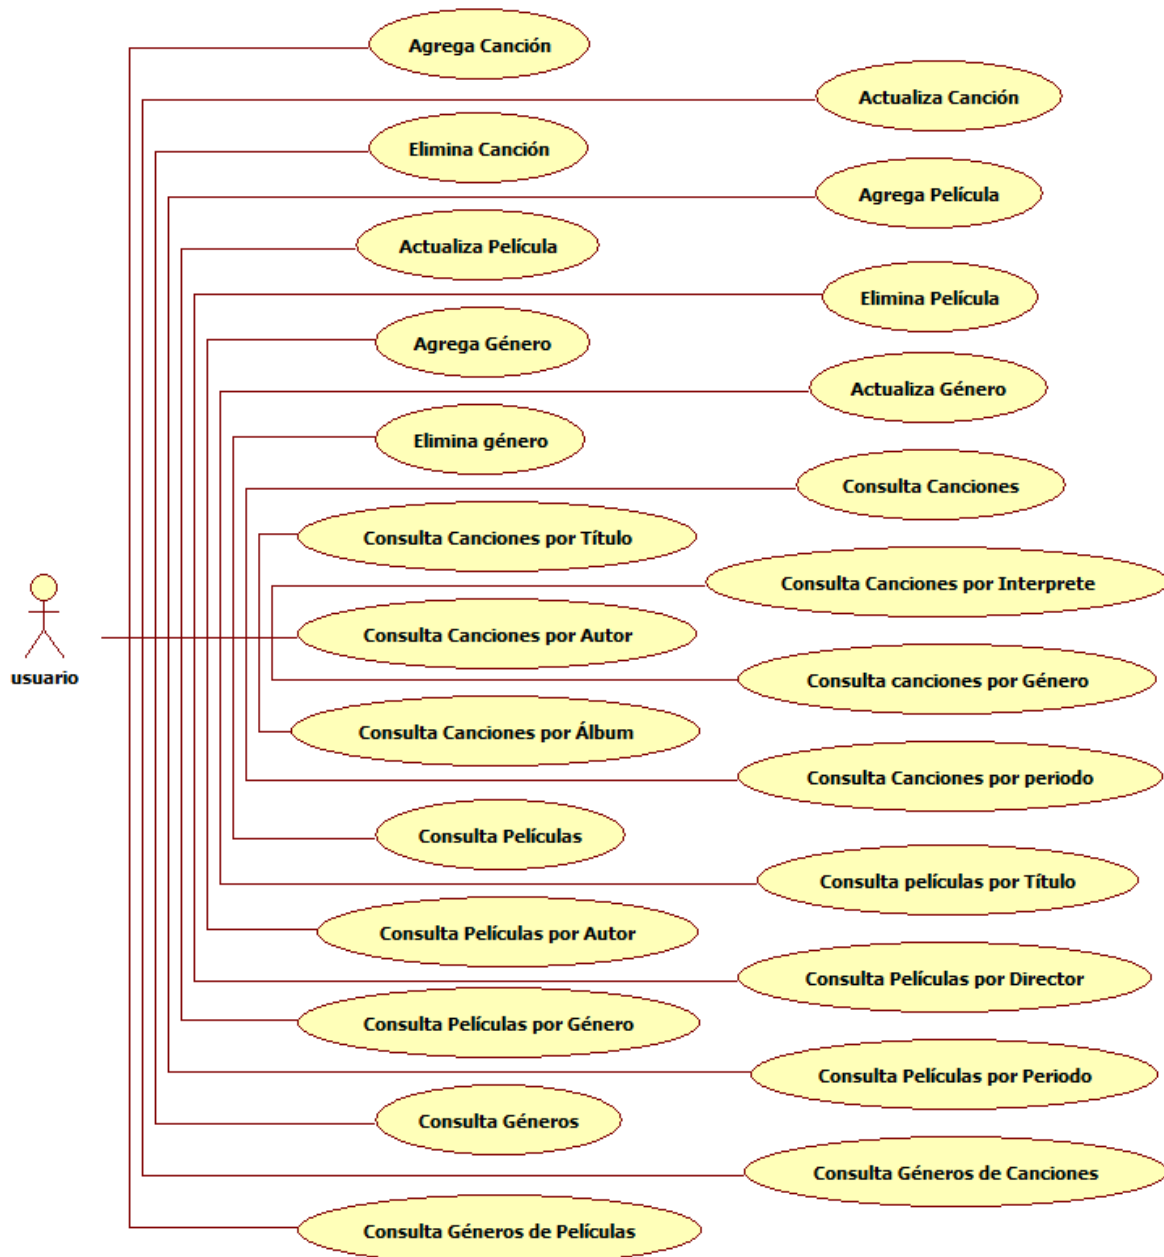 Agrega Canción
Actualiza Canción
Elimina Canción
Agrega Película
Actualiza Película
Elimina Película
Agrega Género
Actualiza Género
Elimina género
Consulta Canciones
Consulta Canciones por Título
Consulta Canciones por Interprete
Consulta Canciones por Autor
usuario
Consulta canciones por Género
Consulta Canciones por Álbum
Consulta Canciones por periodo
Consulta Películas
Consulta películas por Título
Consulta Películas por Autor
Consulta Películas por Director
Consulta Películas por Género
Consulta Películas por Periodo
Consulta Géneros
Consulta Géneros de Canciones
Consulta Géneros de Películas